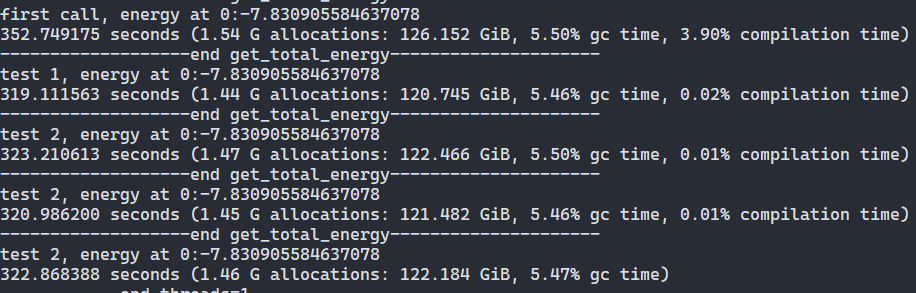 first call, energy at 0:-7.830905584637078
352.749175 seconds (1.54 G allocations: 126.152 GiB, 5.50% gc time, 3.90% compilation time)
-------------------end get_total_energy---------------------
test 1, energy at 0:-7.830905584637078
319.111563 seconds (1.44 G allocations: 120.745 GiB, 5.46% gc time, 0.02% compilation time)
-------------------end get_total_energy---------------------
test 2, energy at 0:-7.830905584637078
323.210613 seconds (1.47 G allocations: 122.466 GiB, 5.50% gc time, 0.01% compilation time)
-------------------end get_total_energy---------------------
test 2, energy at 0:-7.830905584637078
320.986200 seconds (1.45 G allocations: 121.482 GiB, 5.46% gc time, 0.01% compilation time)
-------------------end get_total_energy---------------------
test 2, energy at 0:-7.830905584637078
322.868388 seconds (1.46 G allocations: 122.184 GiB, 5.47% gc time)
end threads=1